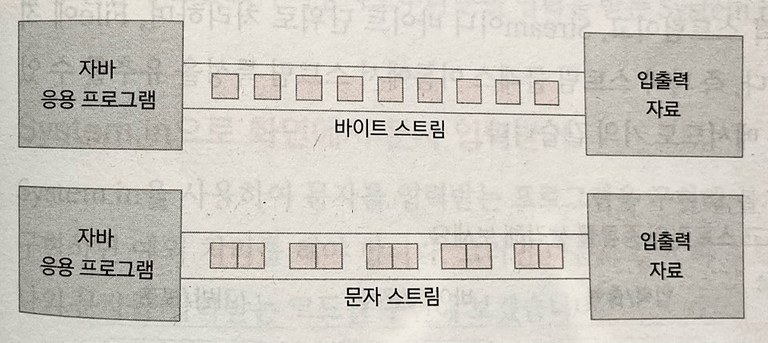 자바
응용 프로그램
바이트 스트림
입출력
자료
자바
응용 프로그램
문자 스트림
입출력
자료